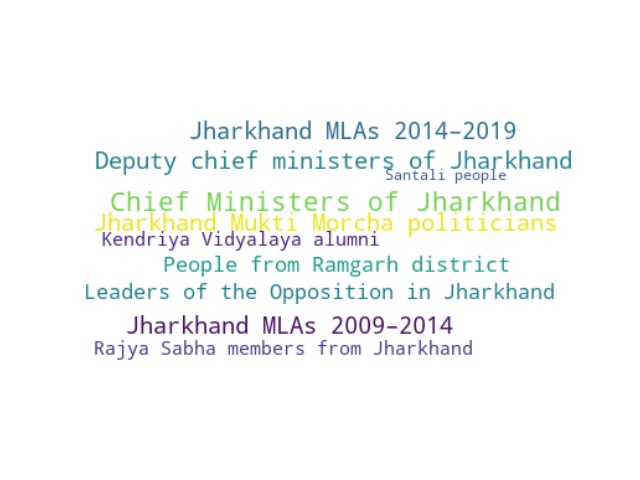 Jharkhand MLAs 2014–2019
Deputy chief ministers of Jharkhand
Santali people
Chief Ministers of Jharkhand
Jharkhand Mukti Morcha politicians
Kendriya Vidyalaya alumni
People from Ramgarh district
Leaders of the Opposition in Jharkhand
Jharkhand MLAs 2009–2014
Rajya Sabha members from Jharkhand